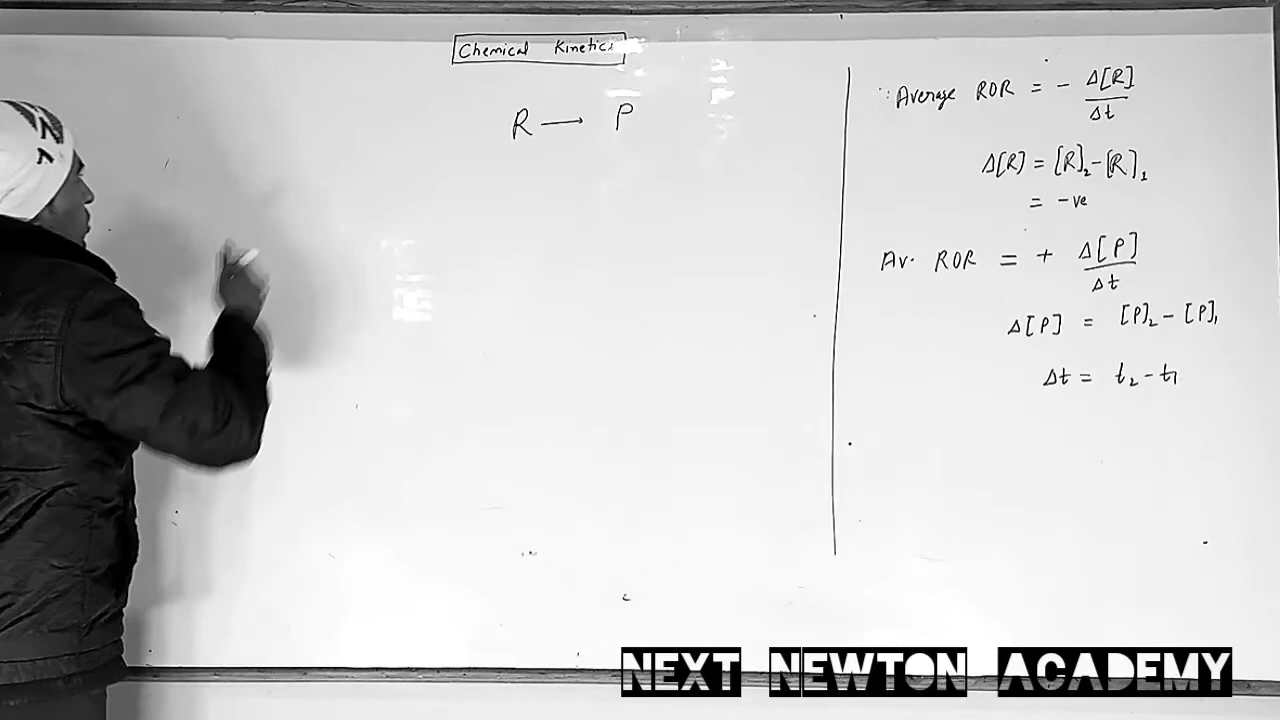 Chemical Kinetics
R ⟶ P
∵ Average ROR = - Δ[R]/Δt
Δ[R] = [R]₂-[R]₁
= -ve
Av. ROR = + Δ[P]/Δt
Δ[P] = [P]₂ - [P]₁
Δt = t₂ - t₁
NEXT NEWTON ACADEMY